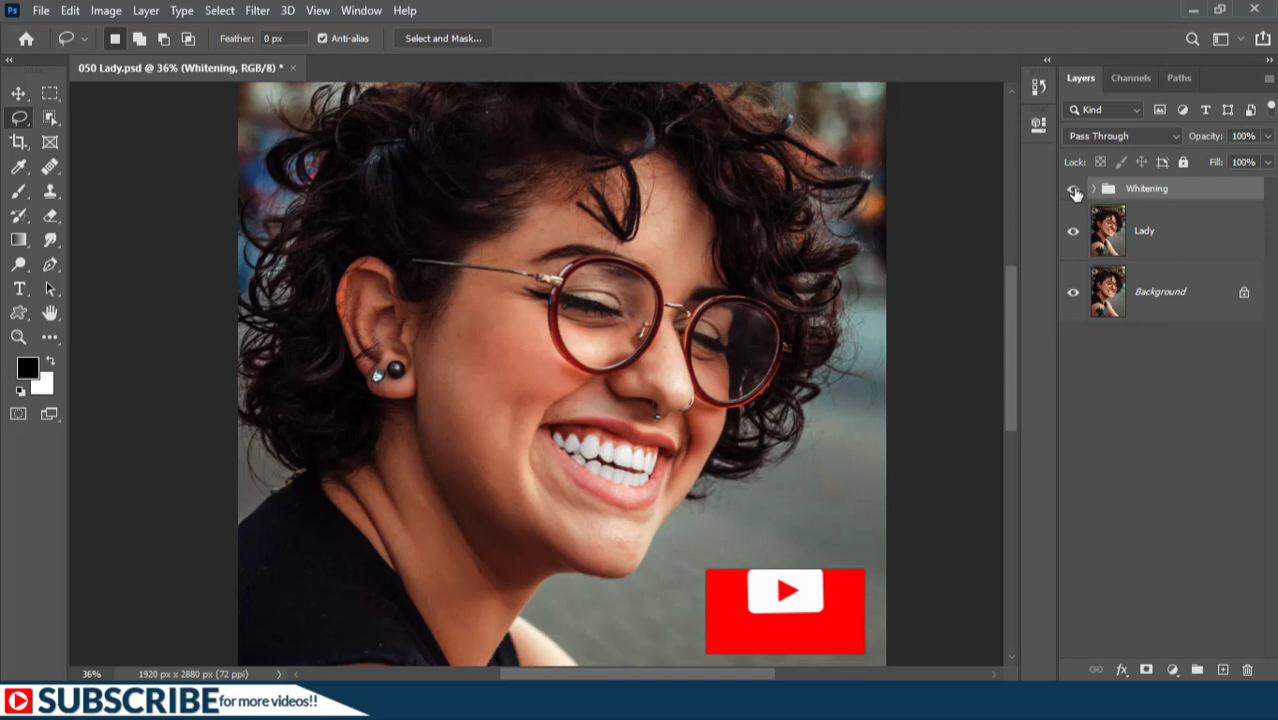 Ps File Edit Image Layer Type Select Filter 3D View Window Help
Feather: 0 px Anti-alias Select and Mask...
050 Lady.psd @ 36% (Whitening, RGB/8) *
Layers Channels Paths
Kind
Pass Through Opacity: 100%
Lock: Fill: 100%
Whitening
Lady
Background
36% 1920 px x 2880 px (72 ppi)
SUBSCRIBE for more videos!!